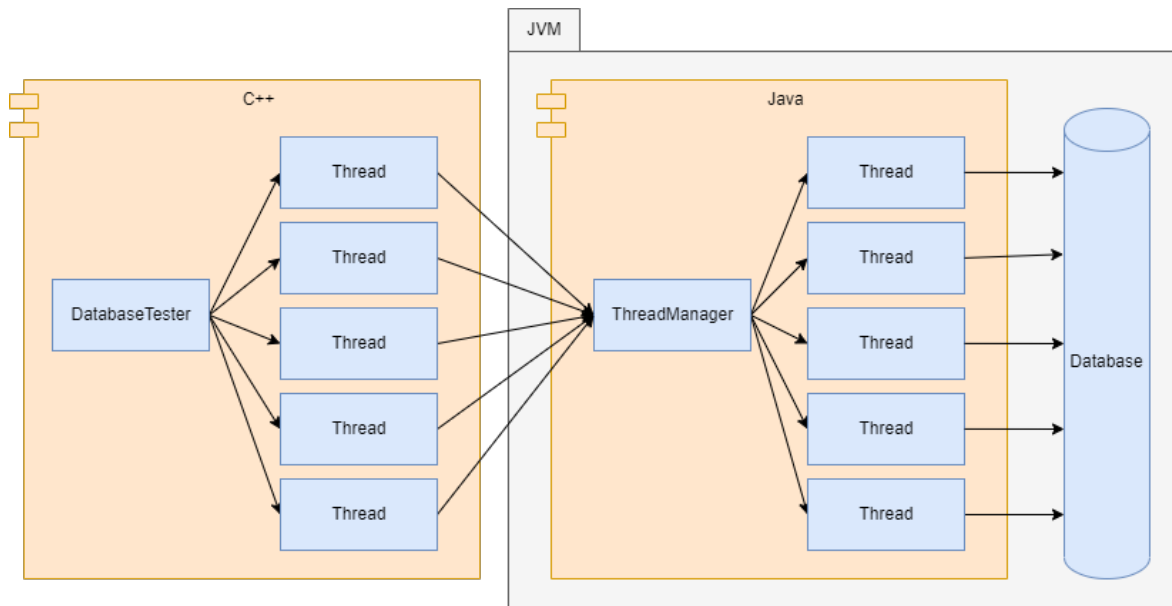 JVM
C++
Java
Thread
Thread
Thread
Thread
DatabaseTester
ThreadManager
Thread
Thread
Database
Thread
Thread
Thread
Thread